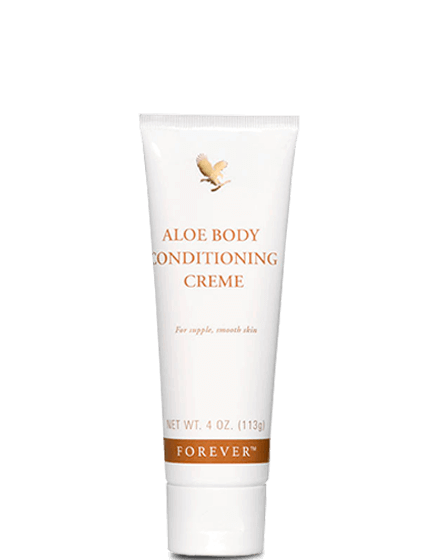 ALOE BODY
CONDITIONING
CREME
For supple, smooth skin
NET WT. 4 OZ. (113g)
FOREVER™